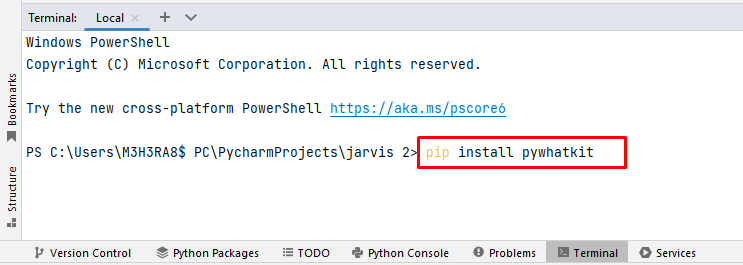 Terminal: Local
Windows PowerShell
Copyright (C) Microsoft Corporation. All rights reserved.
Try the new cross-platform PowerShell https://aka.ms/pscore6
PS C:\Users\M3H3RA8$ PC\PycharmProjects\jarvis 2> pip install pywhatkit
Bookmarks
Structure
Version Control Python Packages TODO Python Console Problems Terminal Services